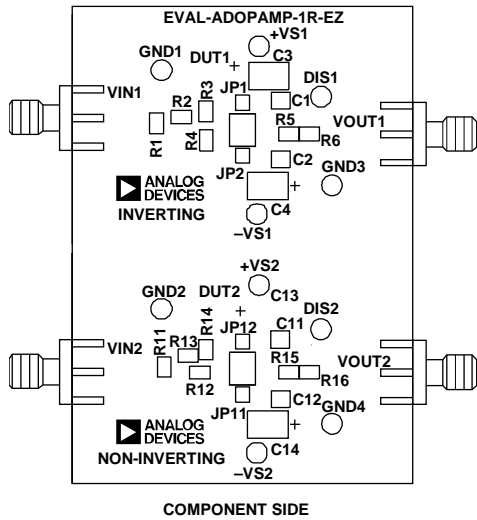 EVAL-ADOPAMP-1R-EZ
+VS1
GND1
DUT1
+
C3
VIN1
JP1
DIS1
C1
R3
R2
VOUT1
R5
R6
R1
R4
C2
JP2
GND3
+
C4
ANALOG
DEVICES
INVERTING
–VS1
+VS2
GND2
DUT2
+
C13
DIS2
R14
JP12
C11
VIN2
R11
R13
R15
VOUT2
R16
R12
JP11
C12
GND4
+
C14
ANALOG
DEVICES
NON-INVERTING
–VS2
COMPONENT SIDE